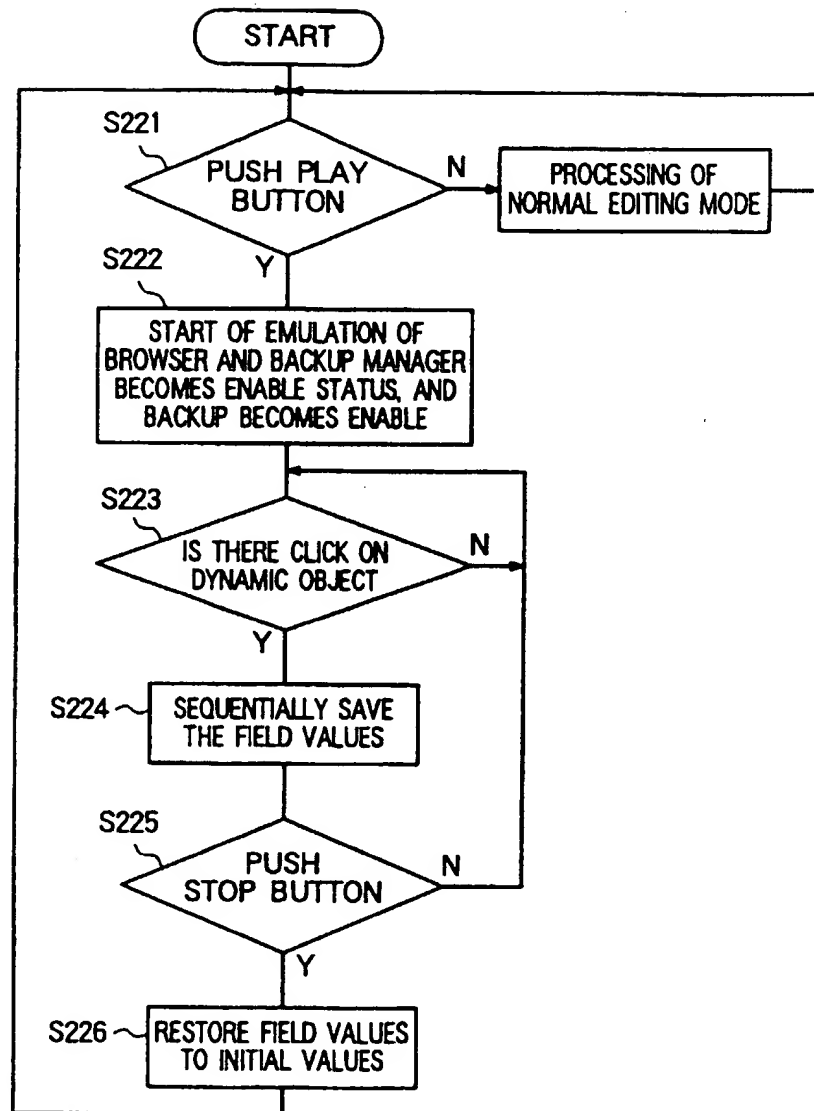 START
S221
PUSH PLAY
BUTTON
N
PROCESSING OF
NORMAL EDITING MODE
Y
S222
START OF EMULATION OF
BROWSER AND BACKUP MANAGER
BECOMES ENABLE STATUS, AND
BACKUP BECOMES ENABLE
S223
IS THERE CLICK ON
DYNAMIC OBJECT
N
Y
S224
SEQUENTIALLY SAVE
THE FIELD VALUES
S225
PUSH
STOP BUTTON
N
Y
S226
RESTORE FIELD VALUES
TO INITIAL VALUES